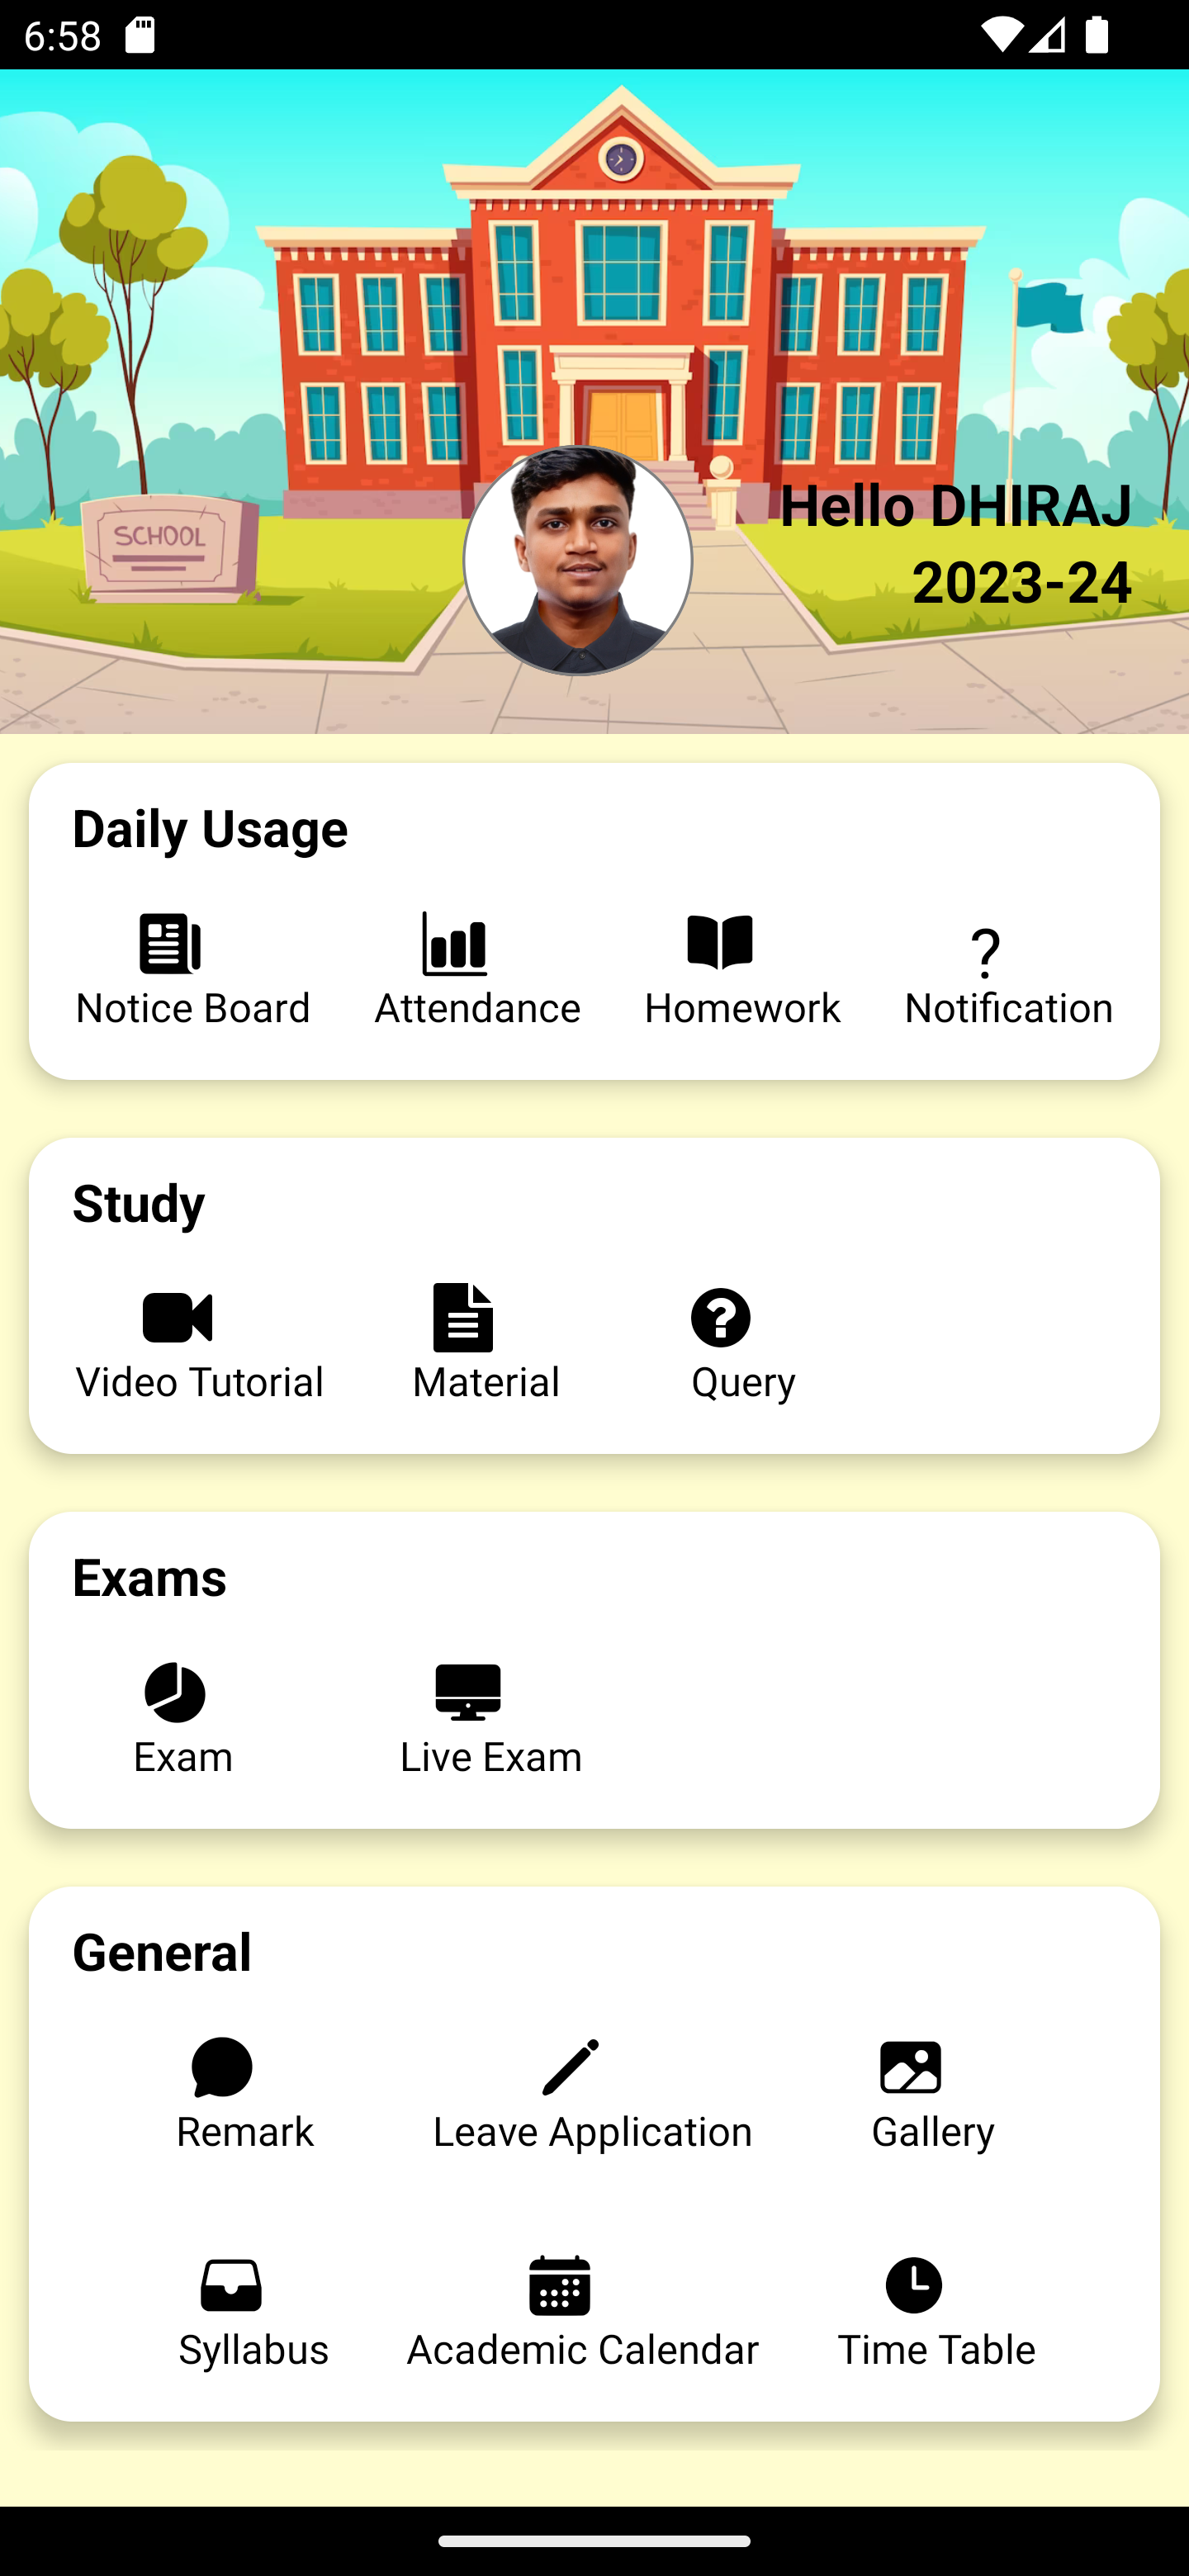 6:58
SCHOOL
Hello DHIRAJ
2023-24
Daily Usage
Notice Board Attendance Homework ? Notification
Study
Video Tutorial Material Query
Exams
Exam Live Exam
General
Remark Leave Application Gallery
Syllabus Academic Calendar Time Table